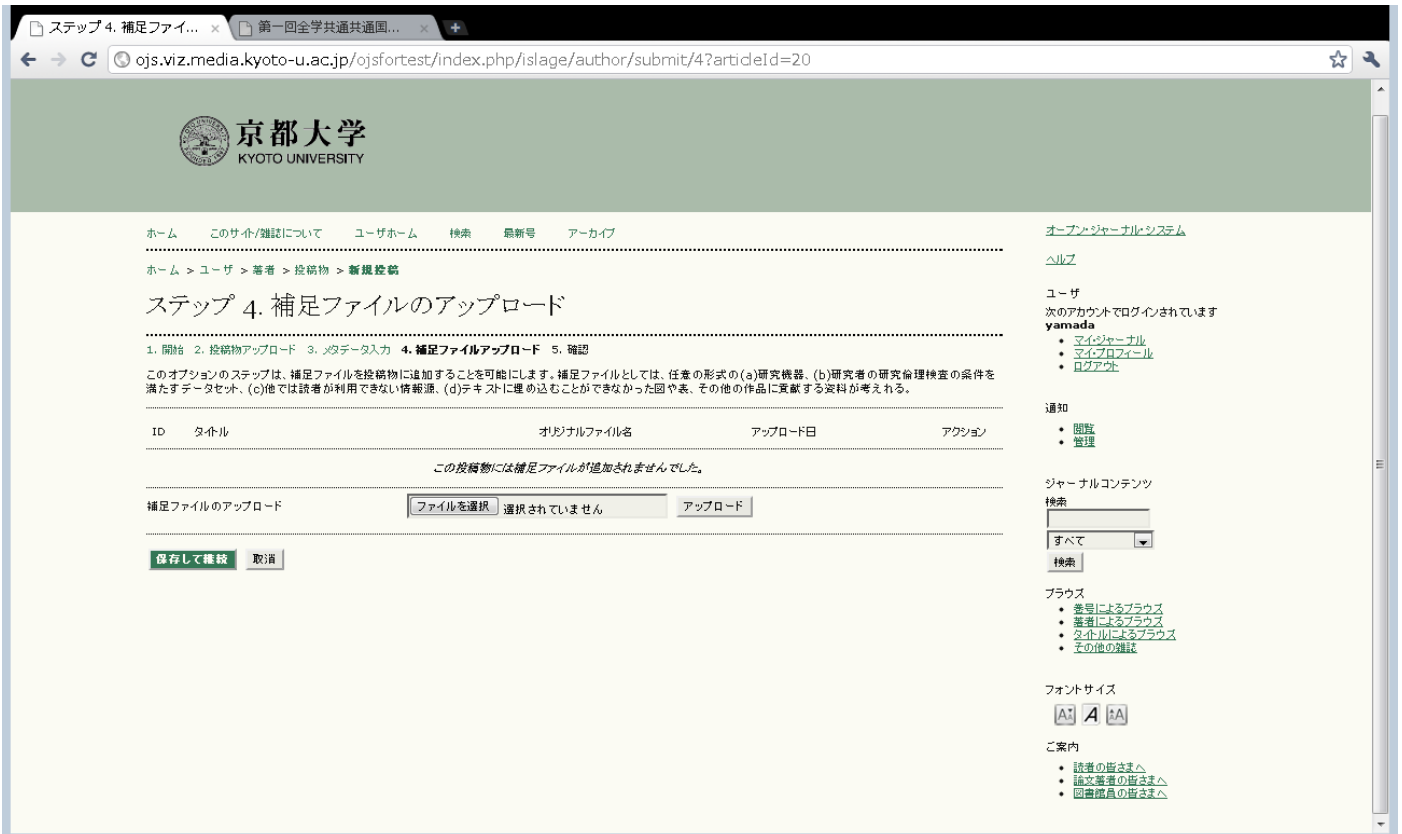 ステップ 4. 補足ファイ...
第一回全学共通共通国...
ojs.viz.media.kyoto-u.ac.jp/ojsfortest/index.php/islage/author/submit/4?articleId=20
京都大学
KYOTO UNIVERSITY
ホーム このサイト/雑誌について ユーザホーム 検索 最新号 アーカイブ
ホーム > ユーザ > 著者 > 投稿物 > 新規投稿
ステップ 4. 補足ファイルのアップロード
1. 開始 2. 投稿物アップロード 3. メタデータ入力 4. 補足ファイルアップロード 5. 確認
このオプションのステップは、補足ファイルを投稿物に追加することを可能にします。補足ファイルとしては、任意の形式の(a)研究機器、(b)研究者の研究倫理検査の条件を
満たすデータセット、(c)他では読者が利用できない情報源、(d)テキストに埋め込むことができなかった図や表、その他の作品に貢献する資料が考えれる。
ID タイトル オリジナルファイル名 アップロード日 アクション
この投稿物には補足ファイルが追加されませんでした。
補足ファイルのアップロード ファイルを選択 選択されていません アップロード
保存して継続 取消
オープン・ジャーナル・システム
ヘルプ
ユーザ
次のアカウントでログインされています
yamada
マイ・ジャーナル
マイ・プロフィール
ログアウト
通知
閲覧
管理
ジャーナルコンテンツ
検索
すべて
検索
ブラウズ
巻号によるブラウズ
著者によるブラウズ
タイトルによるブラウズ
その他の雑誌
フォントサイズ
A A A
ご案内
読者の皆さまへ
論文著者の皆さまへ
図書館員の皆さまへ